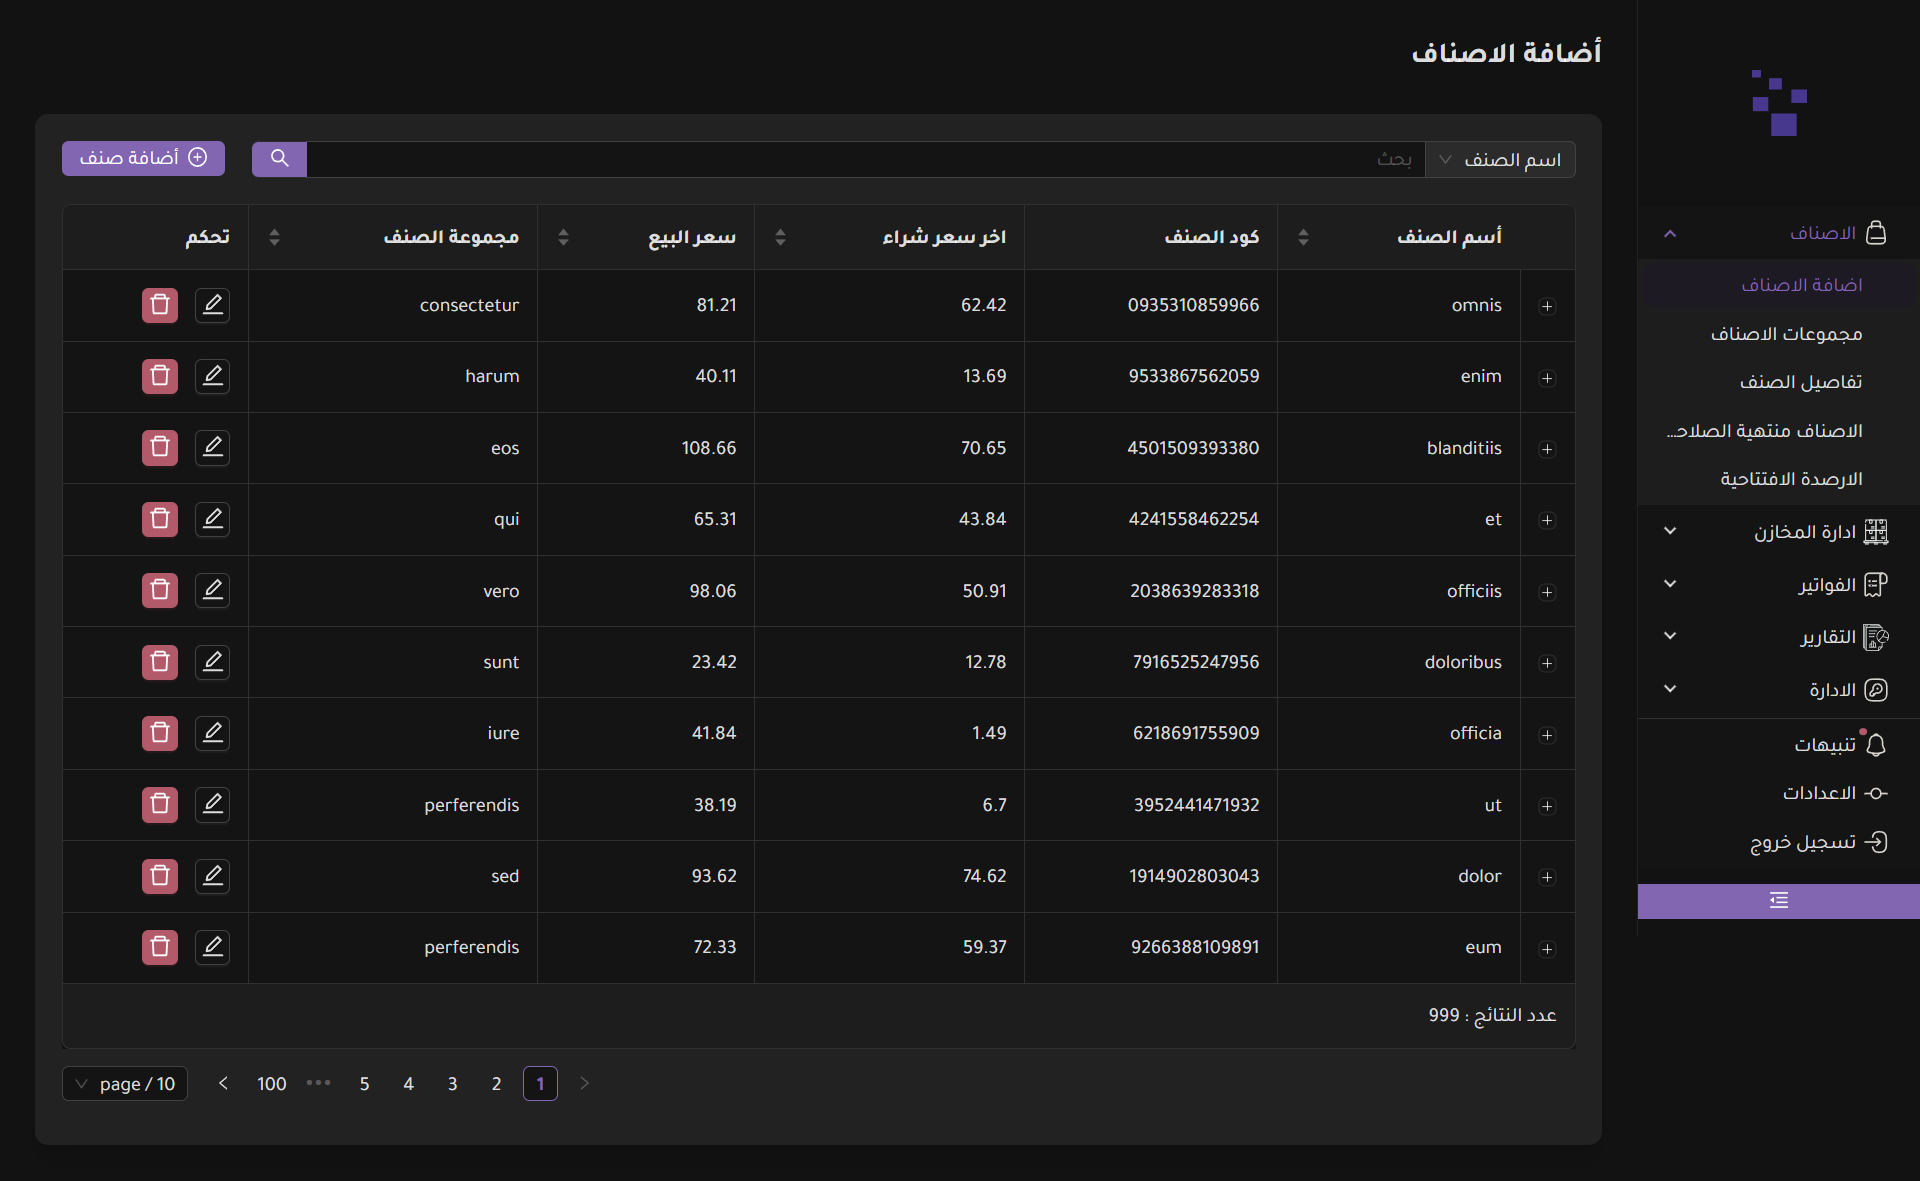 أضافة الاصناف
الاصناف
اضافة الاصناف
مجموعات الاصناف
تفاصيل الصنف
الاصناف منتهية الصلاحـ...
الارصدة الافتتاحية
ادارة المخازن
الفواتير
التقارير
الادارة
تنبيهات
الاعدادات
تسجيل خروج
اسم الصنف بحث أضافة صنف
أسم الصنف كود الصنف اخر سعر شراء سعر البيع مجموعة الصنف تحكم
omnis 0935310859966 62.42 81.21 consectetur
enim 9533867562059 13.69 40.11 harum
blanditiis 4501509393380 70.65 108.66 eos
et 4241558462254 43.84 65.31 qui
officiis 2038639283318 50.91 98.06 vero
doloribus 7916525247956 12.78 23.42 sunt
officia 6218691755909 1.49 41.84 iure
ut 3952441471932 6.7 38.19 perferendis
dolor 1914902803043 74.62 93.62 sed
eum 9266388109891 59.37 72.33 perferendis
عدد النتائج : 999
1 2 3 4 5 ••• 100 10 / page